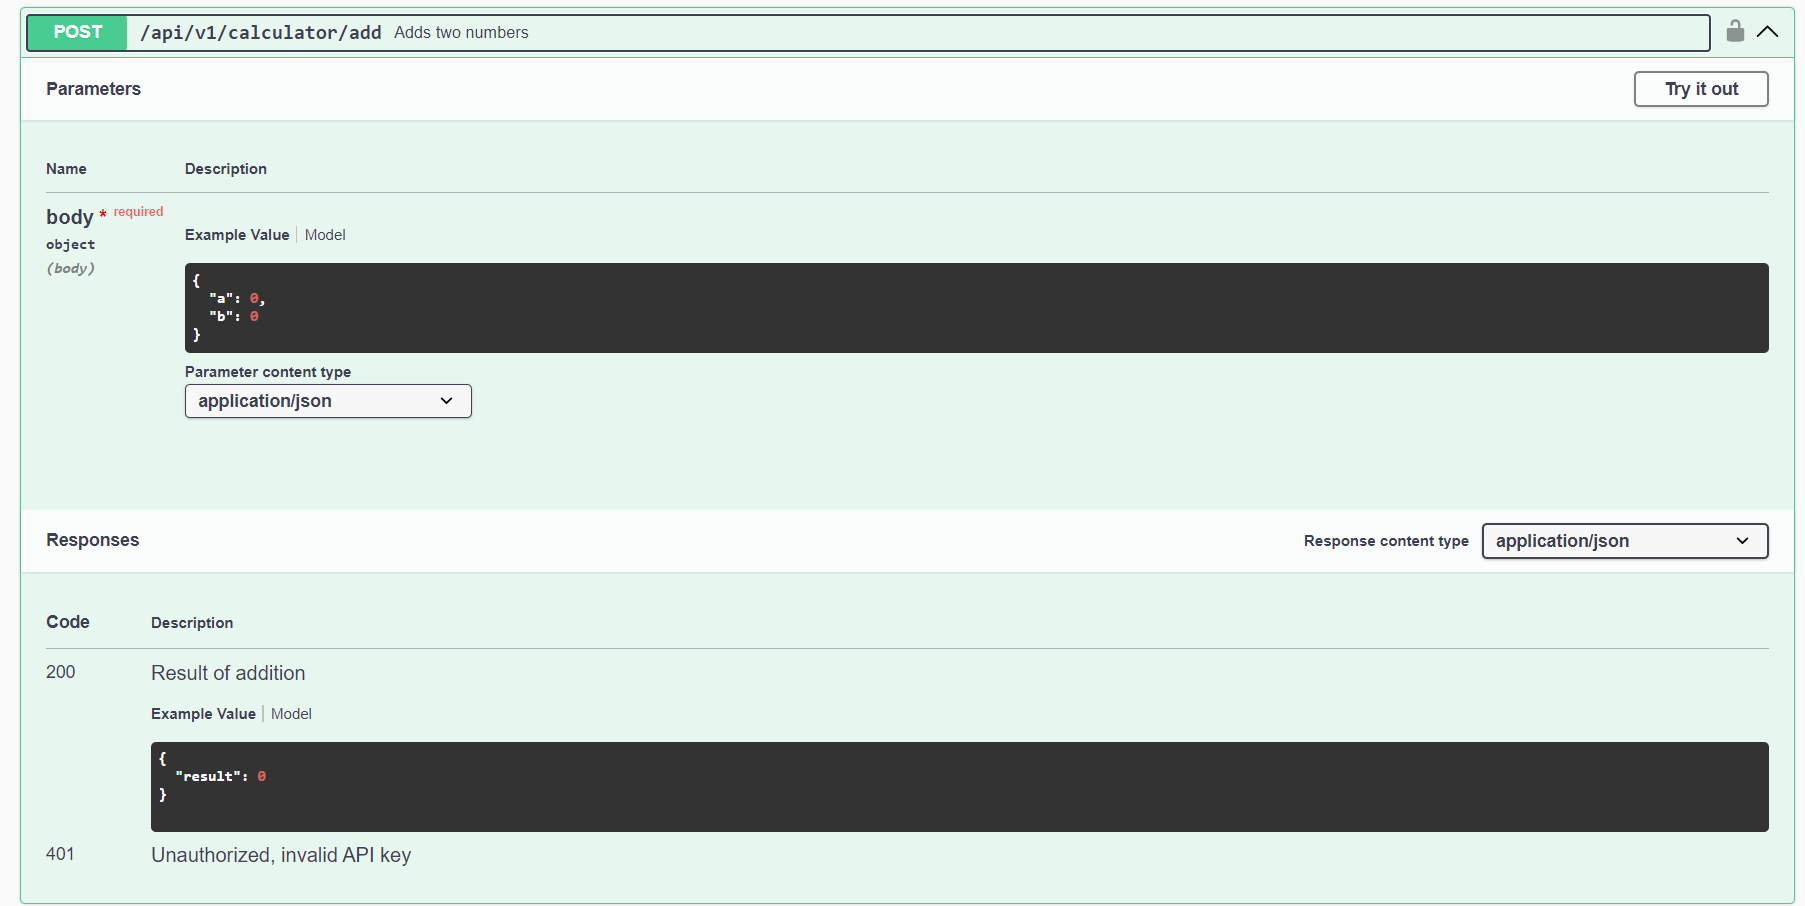 POST /api/v1/calculator/add Adds two numbers
Parameters
Try it out
Name Description
body * required
object
(body)
Example Value Model
{
  "a": 0,
  "b": 0
}
Parameter content type
application/json
Responses
Response content type application/json
Code Description
200 Result of addition
Example Value Model
{
  "result": 0
}
401 Unauthorized, invalid API key